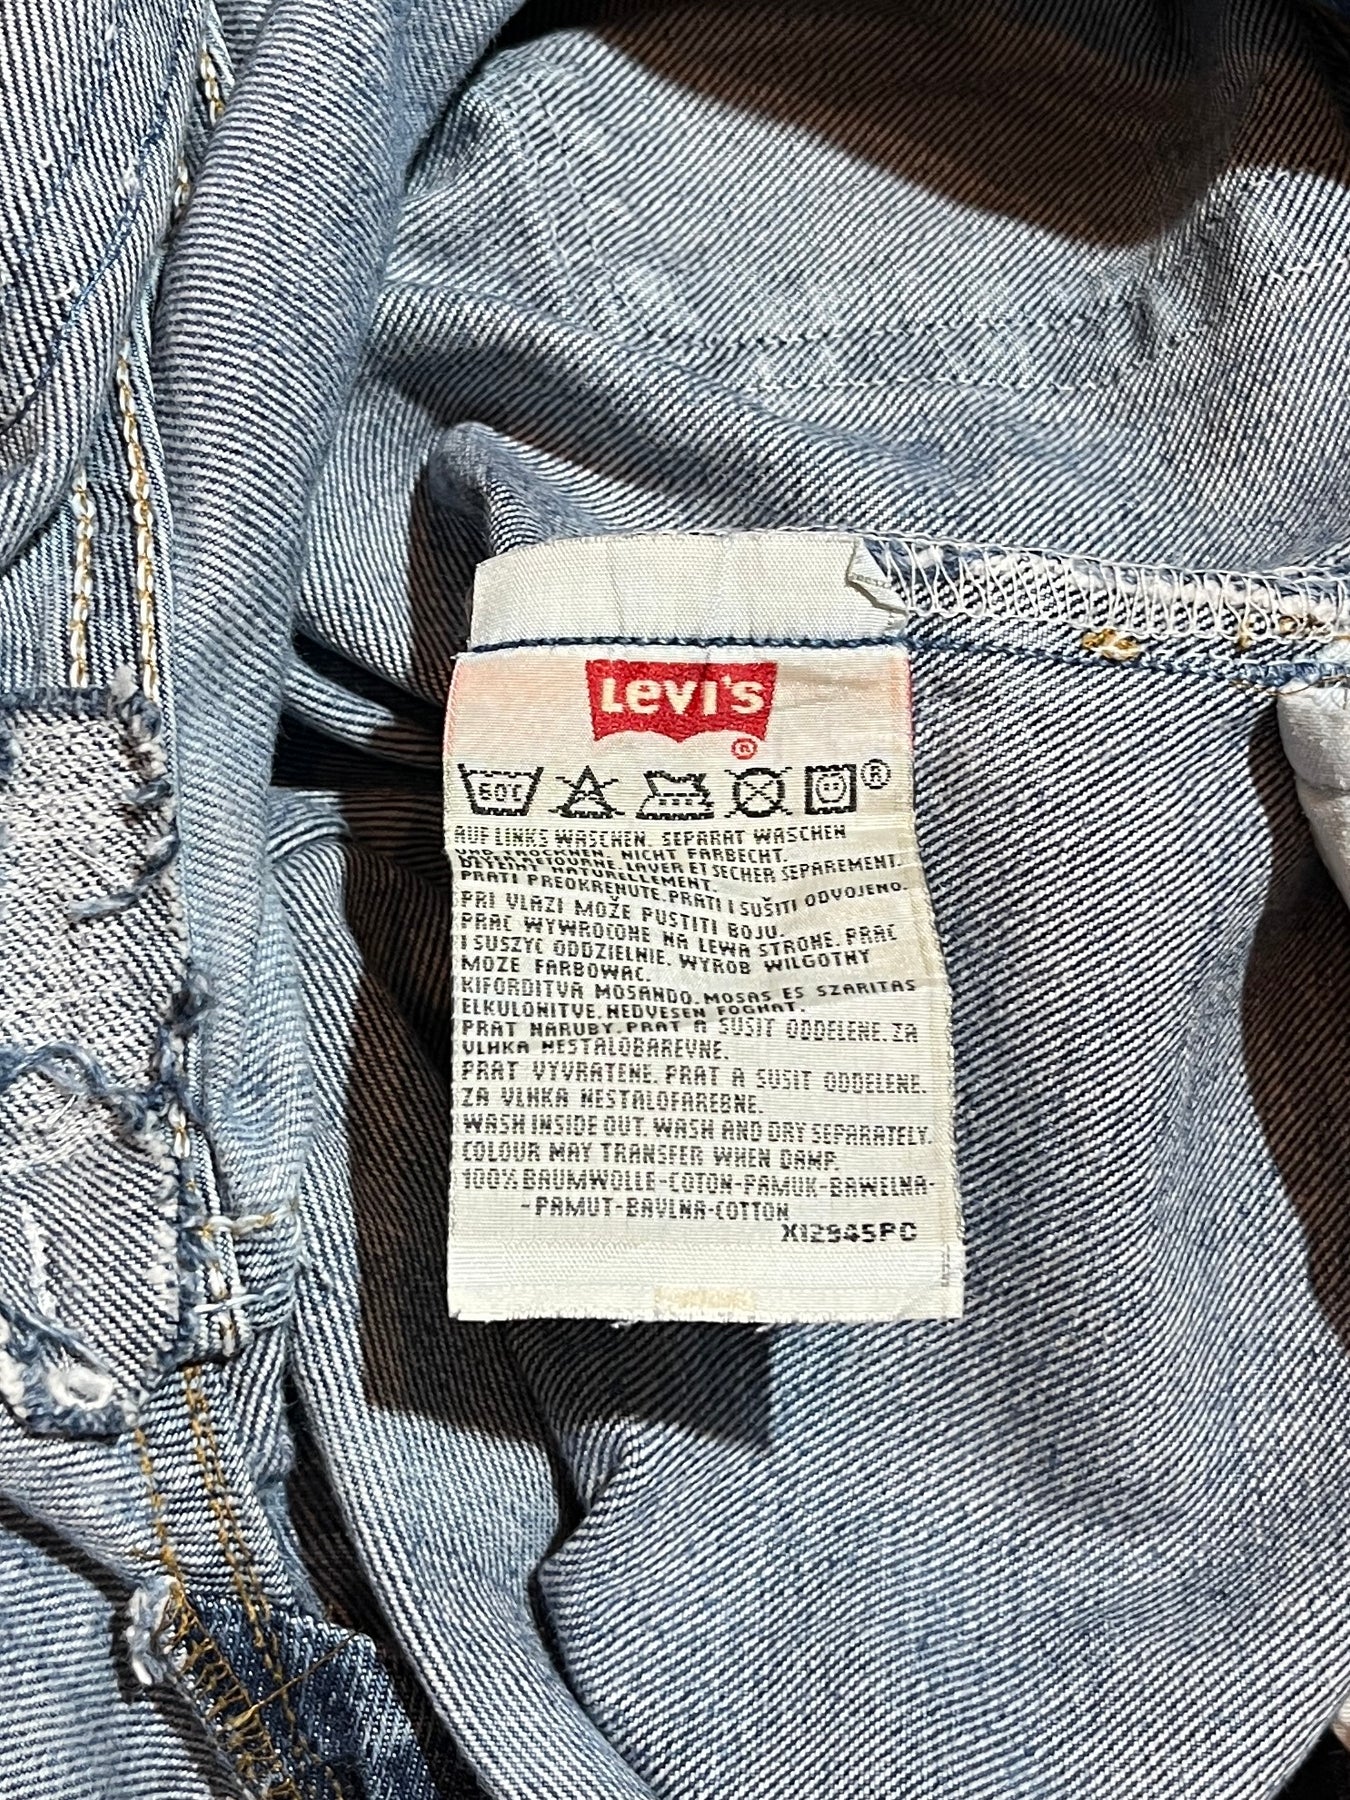 Levi's
®
60°C ®
AUF LINKS WASCHEN. SEPARAT WASCHEN
NICHT FARBECHT.
RETOURNE. LAVER ET SECHER SEPAREMENT.
DETEINT NATURELLEMENT.
PRATI PREOKRENUTE. PRATI I SUŠITI ODVOJENO.
PRI VLAZI MOŽE PUSTITI BOJU.
PRAC WYWROCONE NA LEWA STRONE. PRAC
I SUSZYC ODDZIELNIE. WYROB WILGOTNY
MOZE FARBOWAC.
KIFORDITVA MOSANDO. MOSAS ES SZARITAS
ELKULONITVE. NEDVESEN FOGHAT.
PRAT NARUBY. PRAT A SUSIT ODDELENE. ZA
VLHKA NESTALOBAREVNE.
PRAT VYVRATENE. PRAT A SUSIT ODDELENE.
ZA VLHKA NESTALOFAREBNE.
WASH INSIDE OUT. WASH AND DRY SEPARATELY.
COLOUR MAY TRANSFER WHEN DAMP.
100% BAUMWOLLE-COTON-PAMUK-BAWELNA-
-PAMUT-BAVLNA-COTTON
X12945PC